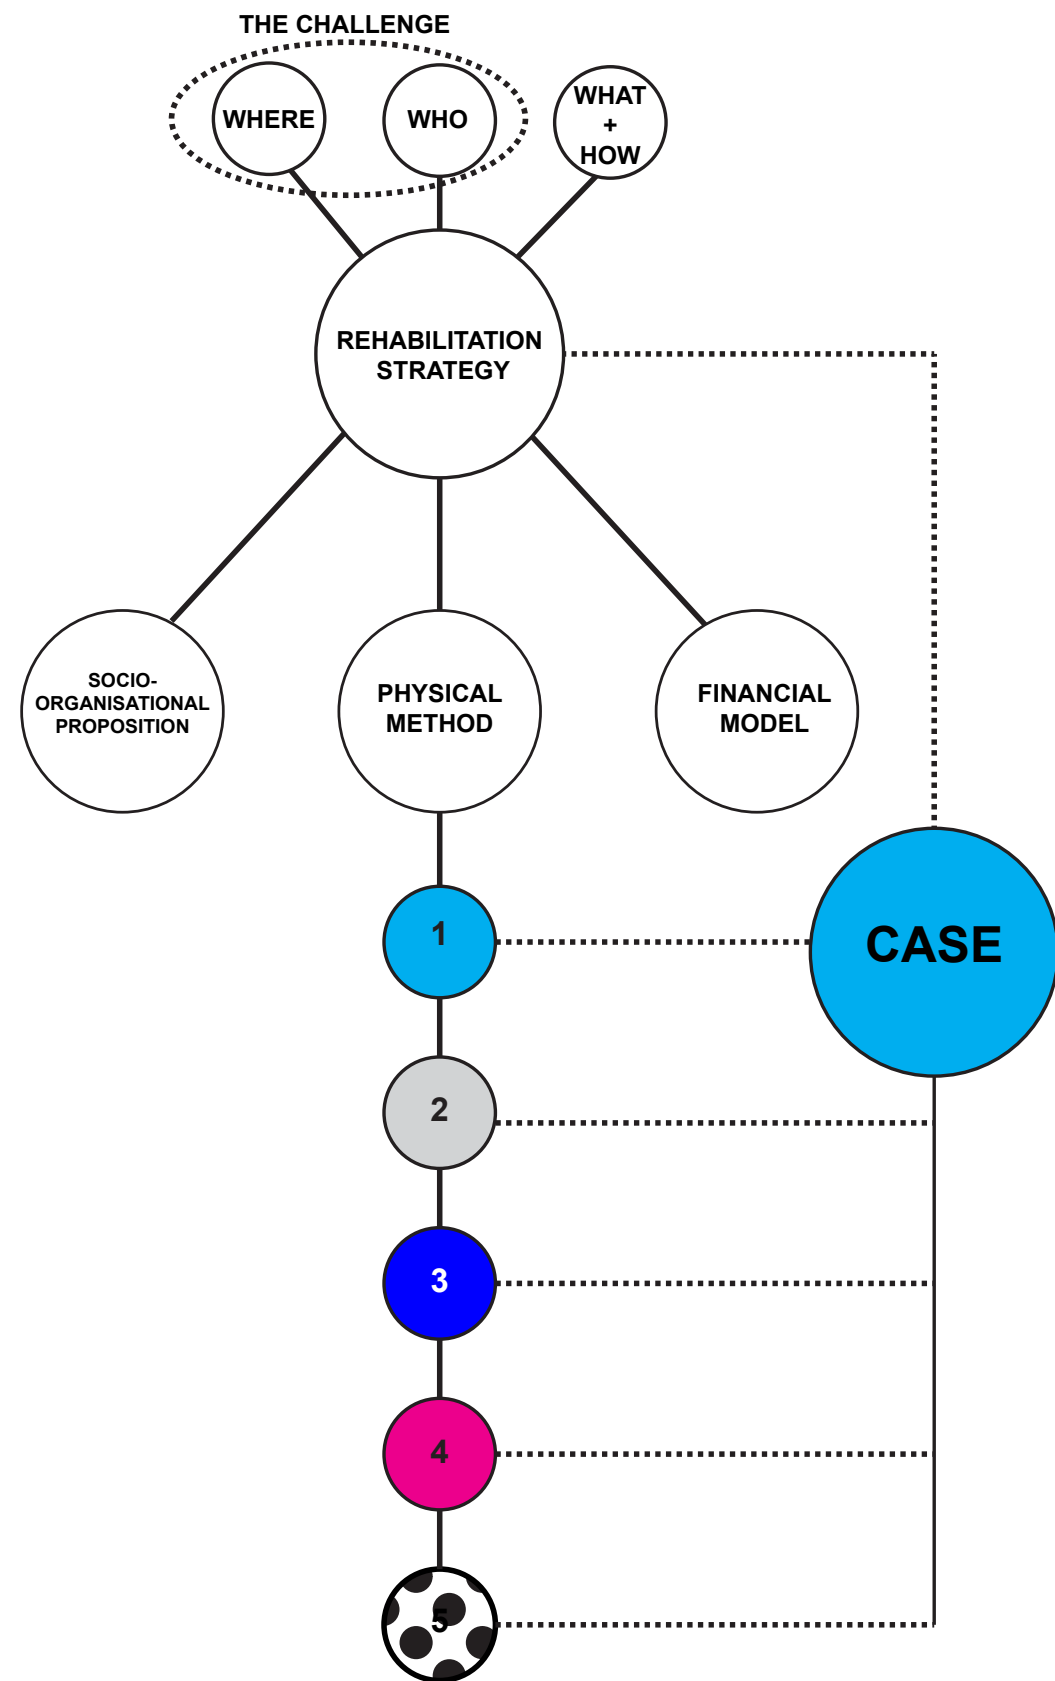 THE CHALLENGE
WHERE
WHO
WHAT
+
HOW
REHABILITATION
STRATEGY
SOCIO-
ORGANISATIONAL
PROPOSITION
PHYSICAL
METHOD
FINANCIAL
MODEL
1
CASE
2
3
4
5